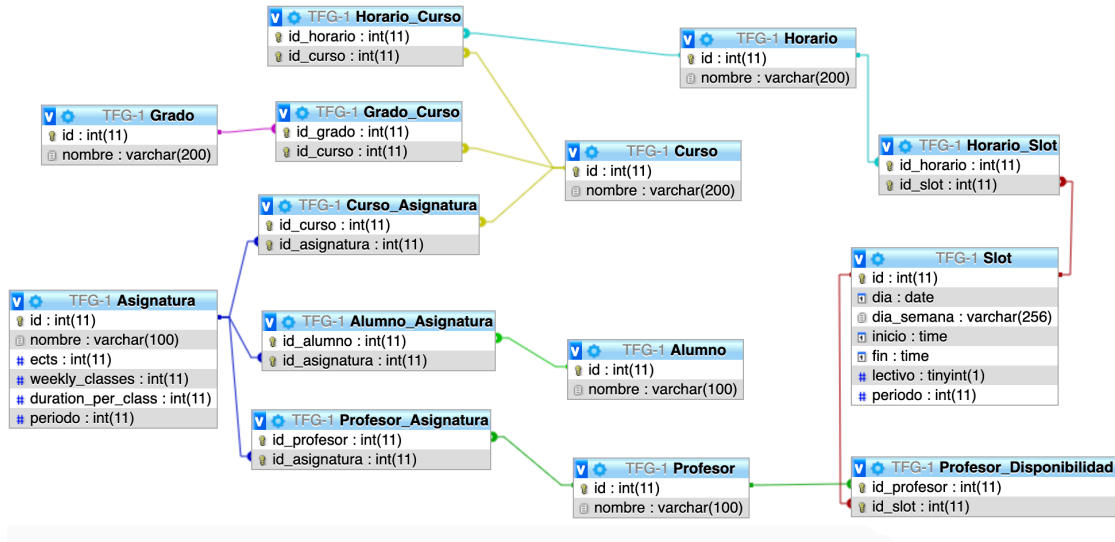 TFG-1 Horario_Curso
id_horario : int(11)
id_curso : int(11)
TFG-1 Horario
id : int(11)
nombre : varchar(200)
TFG-1 Grado
id : int(11)
nombre : varchar(200)
TFG-1 Grado_Curso
id_grado : int(11)
id_curso : int(11)
TFG-1 Curso
id : int(11)
nombre : varchar(200)
TFG-1 Horario_Slot
id_horario : int(11)
id_slot : int(11)
TFG-1 Curso_Asignatura
id_curso : int(11)
id_asignatura : int(11)
TFG-1 Slot
id : int(11)
dia : date
dia_semana : varchar(256)
inicio : time
fin : time
lectivo : tinyint(1)
periodo : int(11)
TFG-1 Asignatura
id : int(11)
nombre : varchar(100)
ects : int(11)
weekly_classes : int(11)
duration_per_class : int(11)
periodo : int(11)
TFG-1 Alumno_Asignatura
id_alumno : int(11)
id_asignatura : int(11)
TFG-1 Alumno
id : int(11)
nombre : varchar(100)
TFG-1 Profesor_Asignatura
id_profesor : int(11)
id_asignatura : int(11)
TFG-1 Profesor
id : int(11)
nombre : varchar(100)
TFG-1 Profesor_Disponibilidad
id_profesor : int(11)
id_slot : int(11)